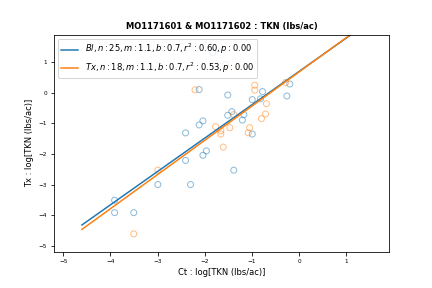 MO1171601 & MO1171602 : TKN (lbs/ac)
Bl, n : 25, m : 1.1, b : 0.7, r² : 0.60, p : 0.00
Tx, n : 18, m : 1.1, b : 0.7, r² : 0.53, p : 0.00
Tx : log[TKN (lbs/ac)]
1
0
−1
−2
−3
−4
−5
−5
−4
−3
−2
−1
0
1
Ct : log[TKN (lbs/ac)]